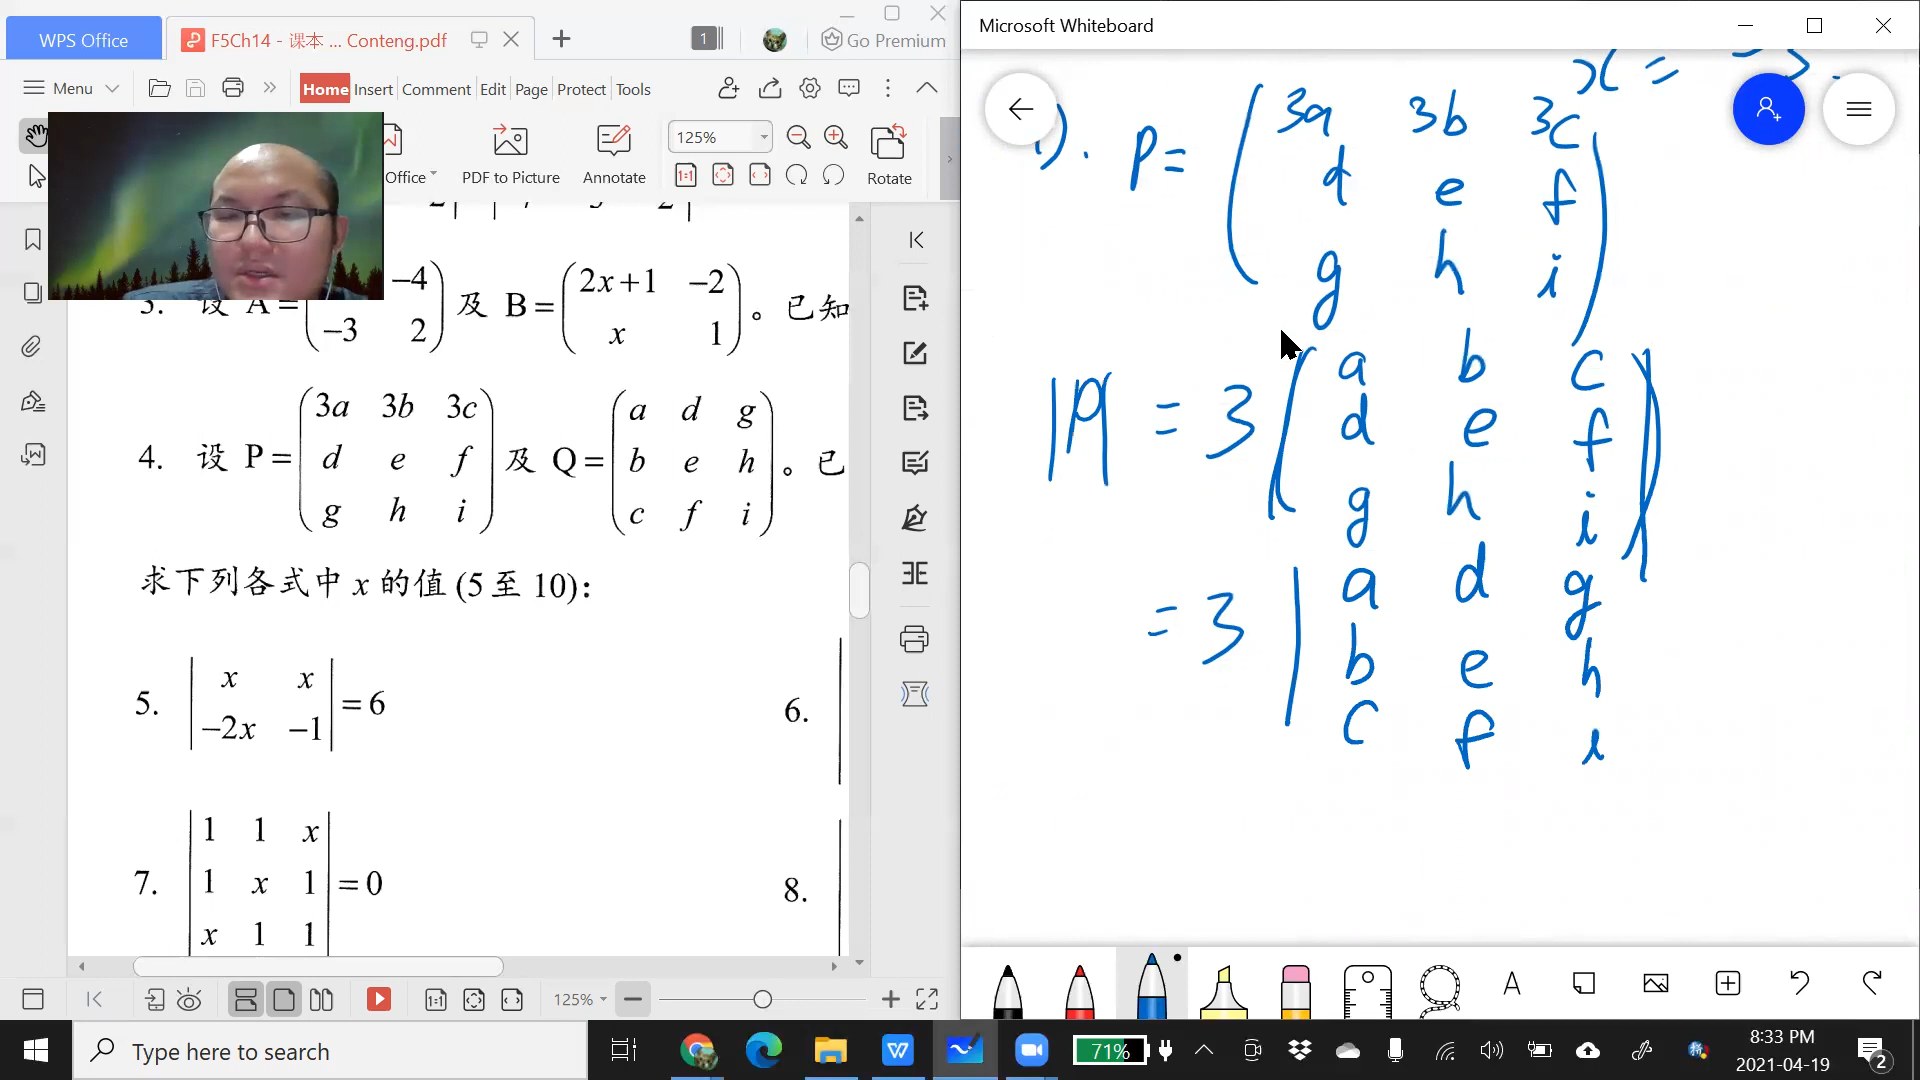 WPS Office
F5Ch14 - 课本 ... Conteng.pdf
1
Go Premium
Menu
Home Insert Comment Edit Page Protect Tools
Office
PDF to Picture
Annotate
125%
1:1
Rotate
3. 设 A = ( −4 −3 2 ) 及 B = ( 2x+1 −2 x 1 ) 。已知
4. 设 P = ( 3a 3b 3c d e f g h i ) 及 Q = ( a d g b e h c f i ) 。已
求下列各式中 x 的值 (5 至 10):
5. | x x −2x −1 | = 6
6.
7. | 1 1 x 1 x 1 x 1 1 | = 0
8.
125%
Microsoft Whiteboard
x =
). P = ( 3a 3b 3c
d e f
g h i )
|P| = 3 | a b c
d e f
g h i |
= 3 | a d g
b e h
c f i
Type here to search
71%
8:33 PM
2021-04-19
2